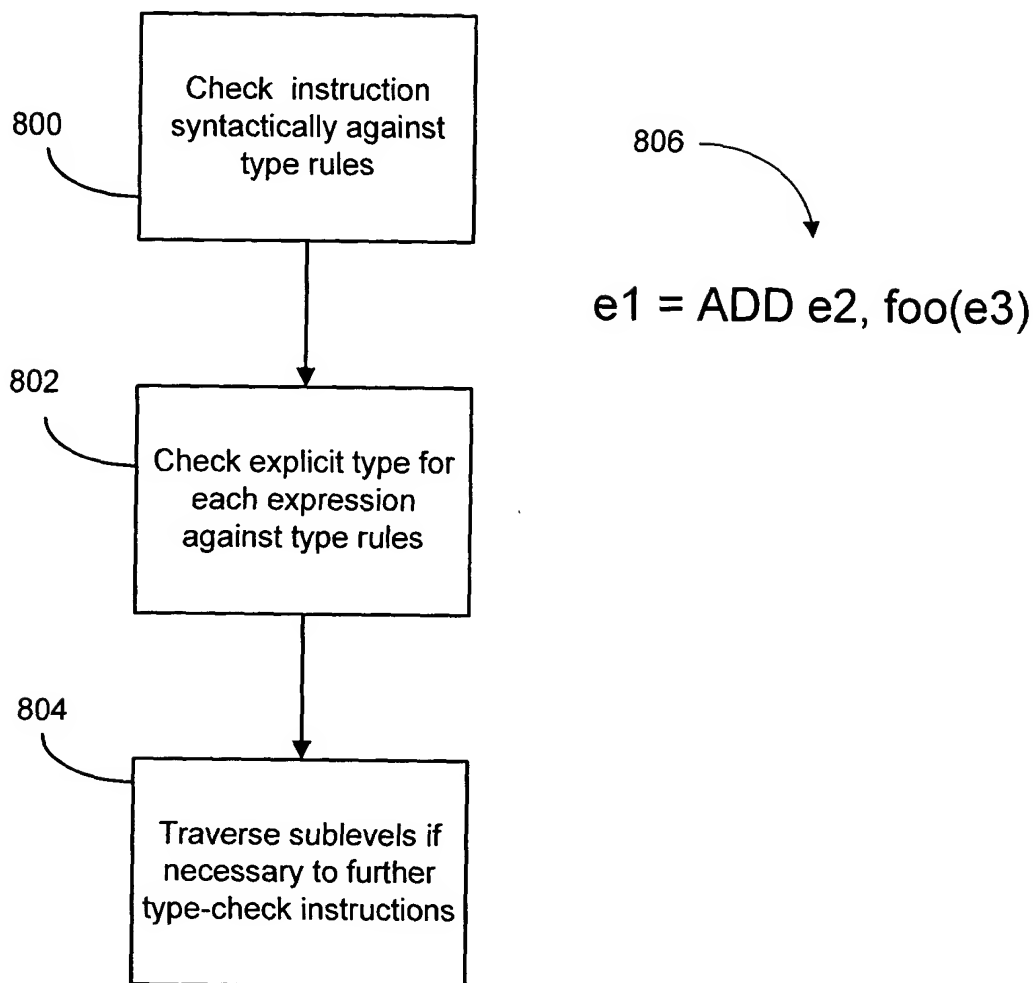 800
Check instruction
syntactically against
type rules
806
e1 = ADD e2, foo(e3)
802
Check explicit type for
each expression
against type rules
804
Traverse sublevels if
necessary to further
type-check instructions